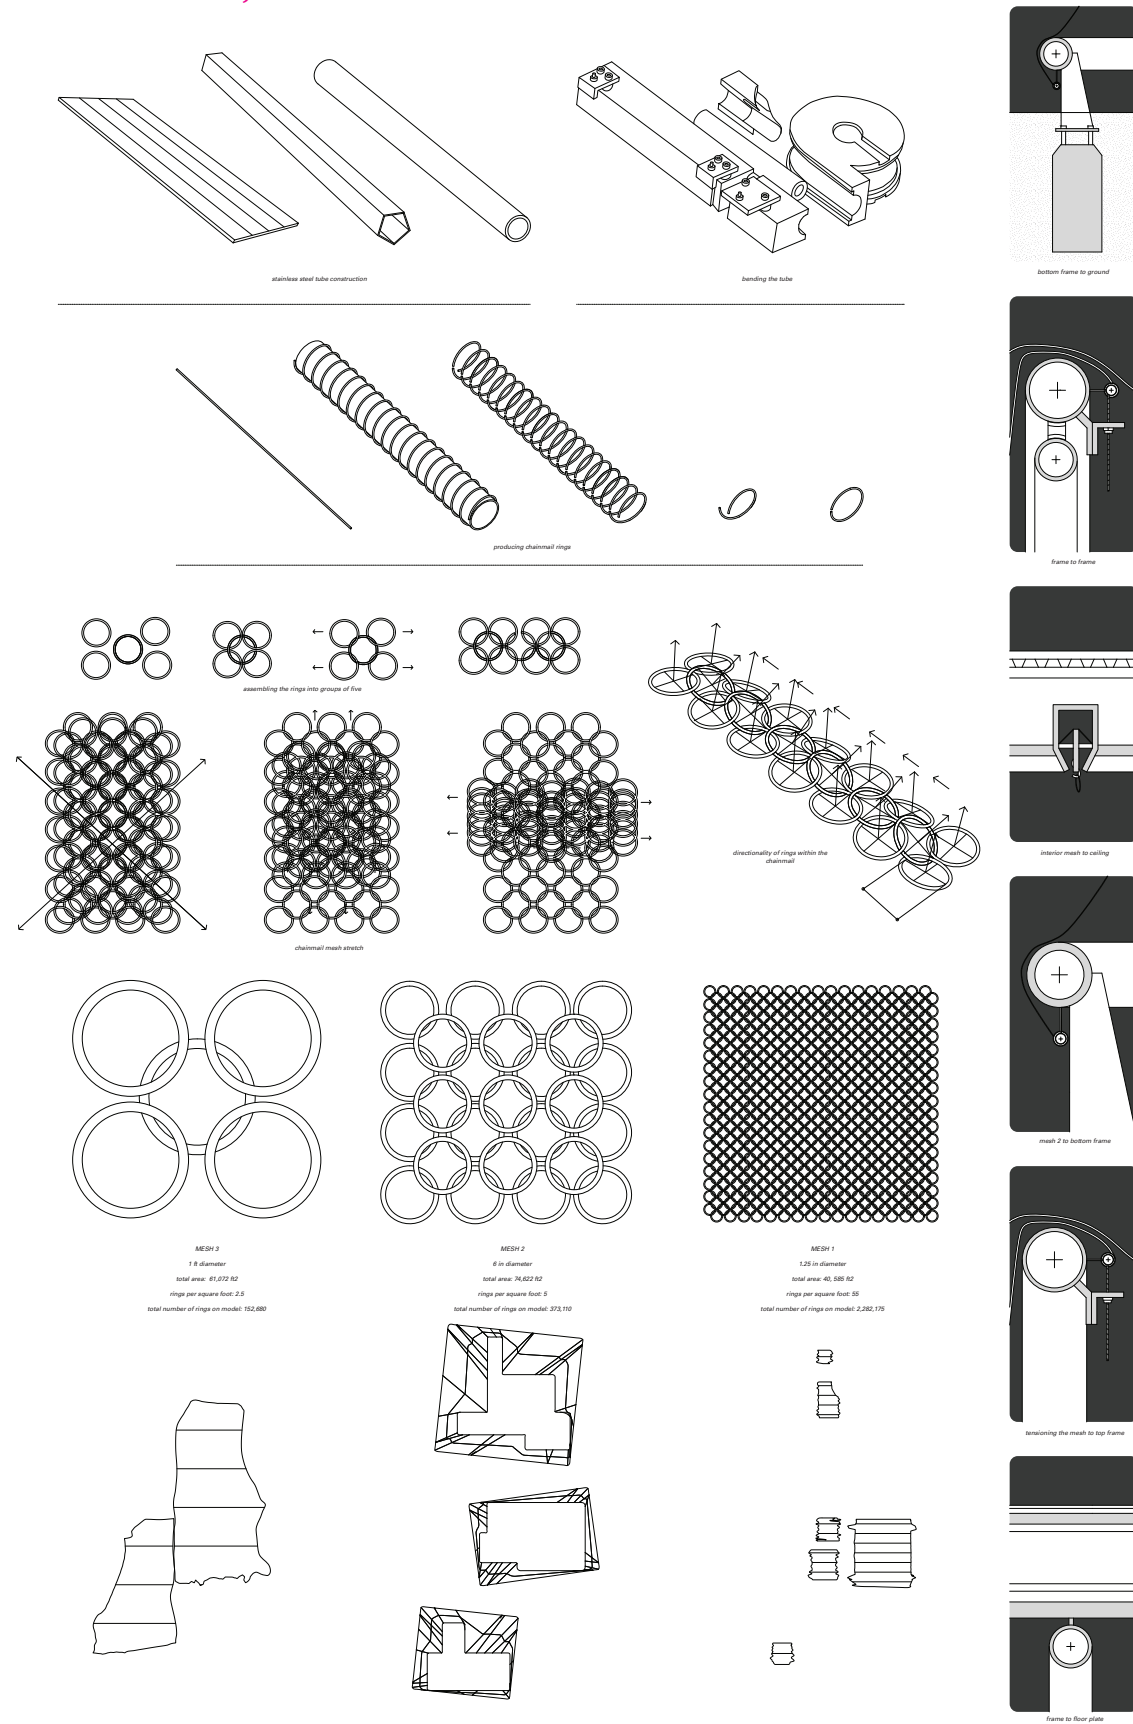 stainless steel tube construction
bending the tube
bottom frame to ground
producing chainmail rings
frame to frame
assembling the rings into groups of five
directionality of rings within the
chainmail
interior mesh to ceiling
chainmail mesh stretch
mesh 2 to bottom frame
MESH 3
1 ft diameter
total area: 61,072 ft2
rings per square foot: 2.5
total number of rings on model: 152,680
MESH 2
6 in diameter
total area: 74,622 ft2
rings per square foot: 5
total number of rings on model: 373,110
MESH 1
1.25 in diameter
total area: 40, 585 ft2
rings per square foot: 55
total number of rings on model: 2,282,175
tensioning the mesh to top frame
frame to floor plate